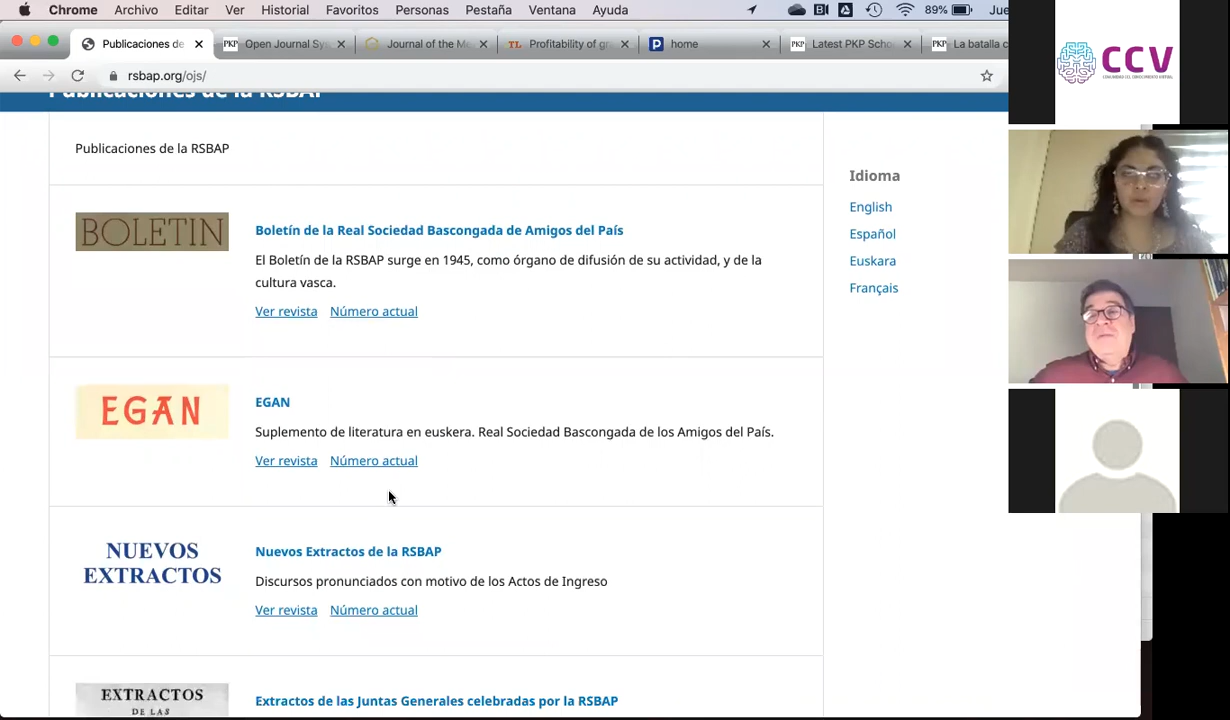 Chrome Archivo Editar Ver Historial Favoritos Personas Pestaña Ventana Ayuda 89% Jue
Publicaciones de Open Journal Sys Journal of the Me Profitability of gr home Latest PKP Scho La batalla c
rsbap.org/ojs/
Publicaciones de la RSBAP
Publicaciones de la RSBAP
BOLETIN
Boletín de la Real Sociedad Bascongada de Amigos del País
El Boletín de la RSBAP surge en 1945, como órgano de difusión de su actividad, y de la
cultura vasca.
Ver revista Número actual
EGAN
EGAN
Suplemento de literatura en euskera. Real Sociedad Bascongada de los Amigos del País.
Ver revista Número actual
NUEVOS
EXTRACTOS
Nuevos Extractos de la RSBAP
Discursos pronunciados con motivo de los Actos de Ingreso
Ver revista Número actual
EXTRACTOS
DE LAS
Extractos de las Juntas Generales celebradas por la RSBAP
Idioma
English
Español
Euskara
Français
CCV